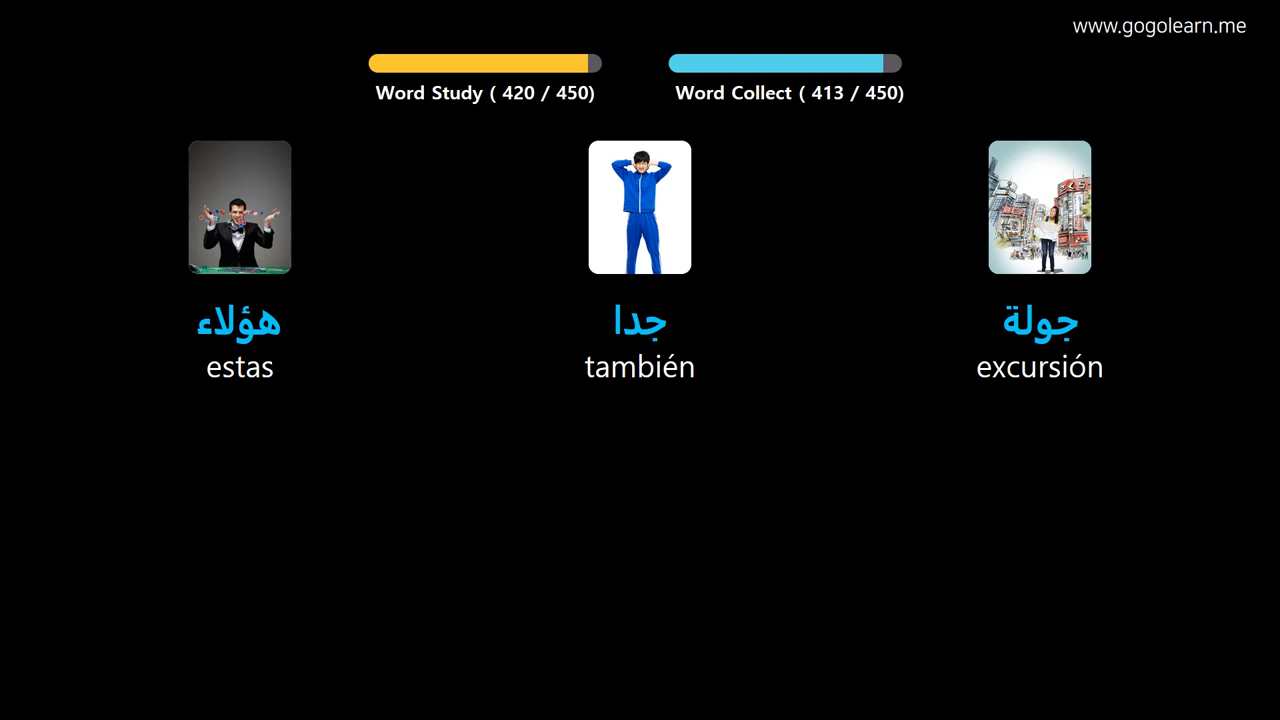 www.gogolearn.me
Word Study ( 420 / 450)
Word Collect ( 413 / 450)
هؤلاء
estas
جدا
también
جولة
excursión